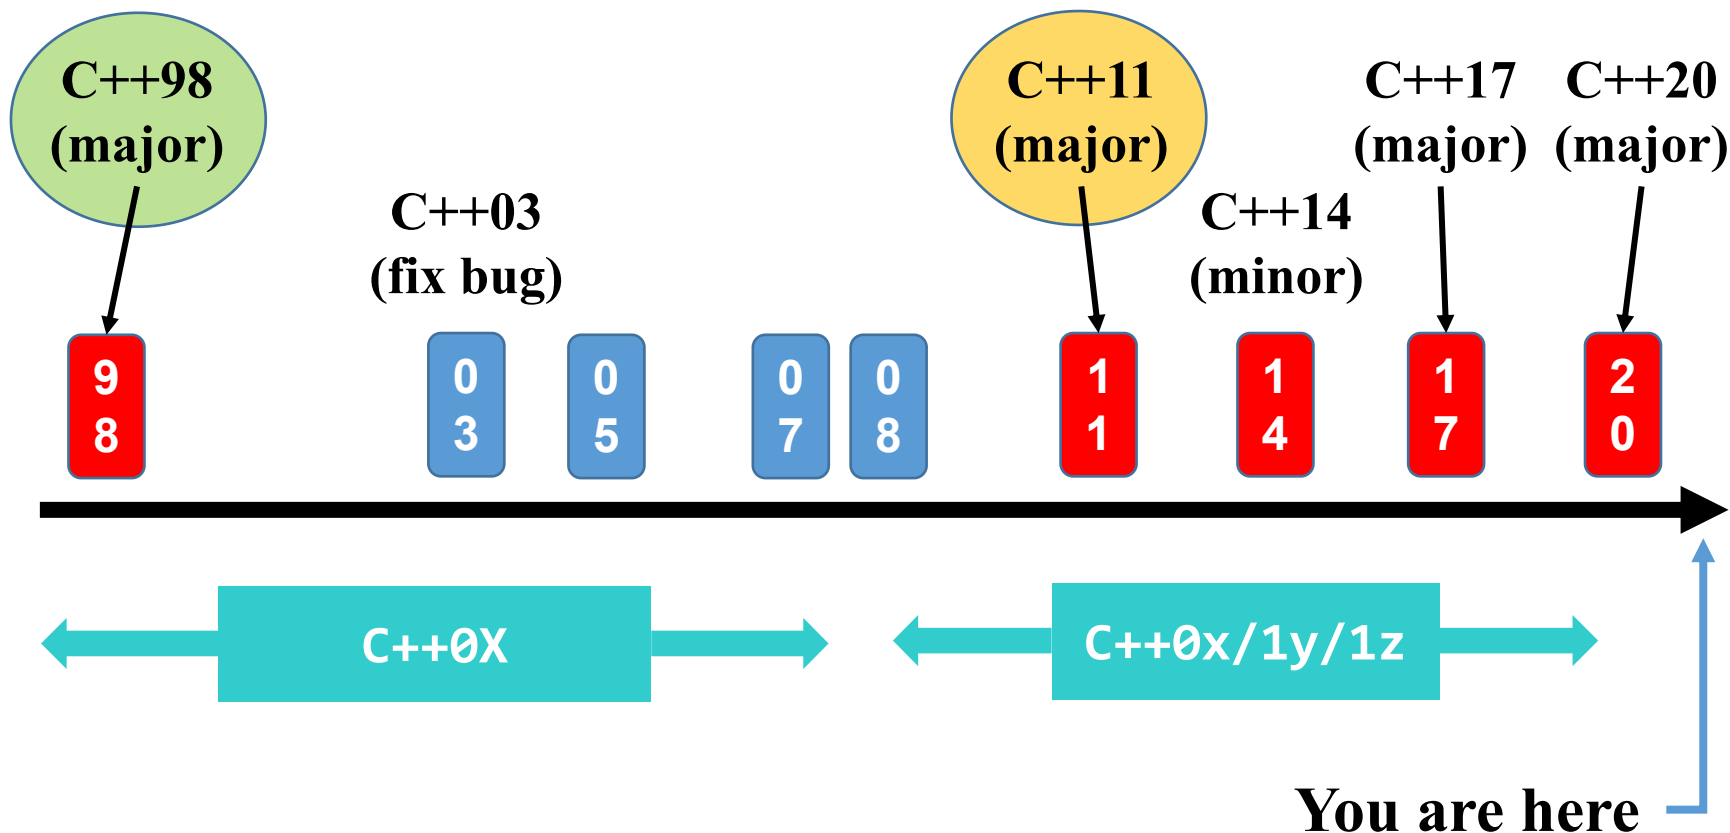 C++98
(major)
C++11
(major)
C++17
(major)
C++20
(major)
C++03
(fix bug)
C++14
(minor)
9
8
0
3
0
5
0
7
0
8
1
1
1
4
1
7
2
0
C++0X
C++0x/1y/1z
You are here